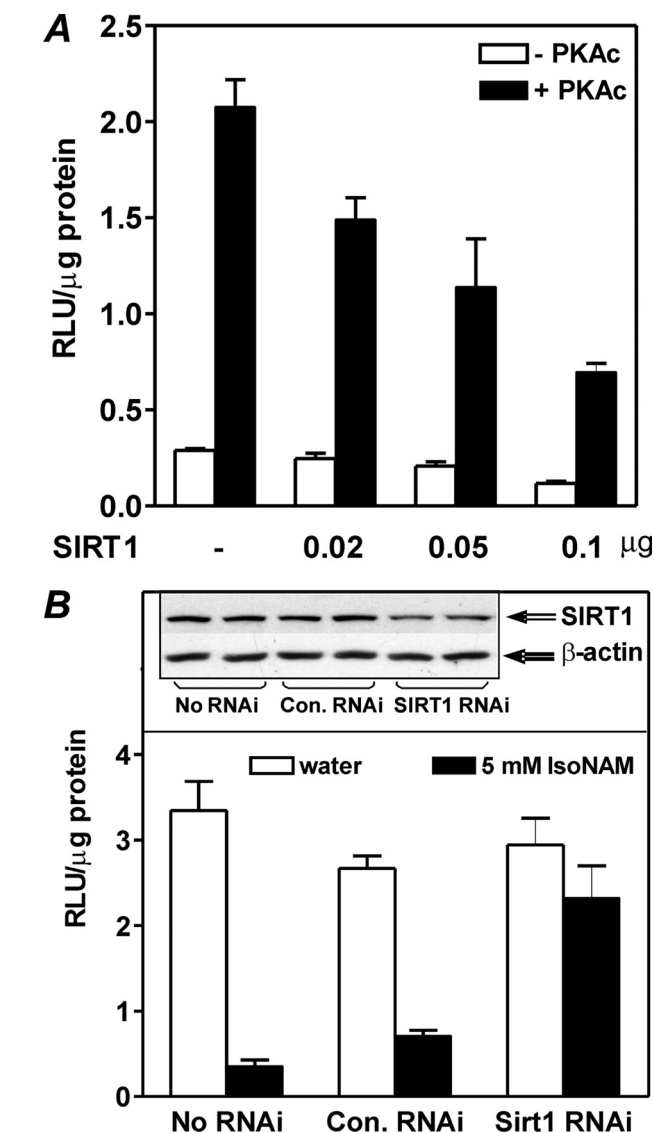 A
2.5
2.0
1.5
1.0
0.5
0.0
RLU/μg protein
- PKAc
+ PKAc
SIRT1 - 0.02 0.05 0.1 μg
B
SIRT1
β-actin
No RNAi Con. RNAi SIRT1 RNAi
4
3
2
1
0
RLU/μg protein
water 5 mM IsoNAM
No RNAi Con. RNAi Sirt1 RNAi